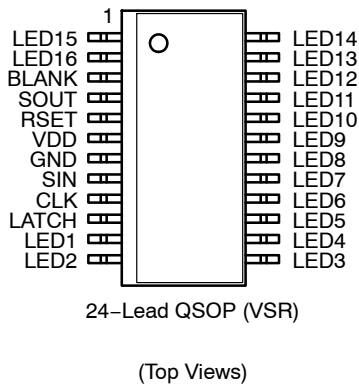 1
LED15 LED14
LED16 LED13
BLANK LED12
SOUT LED11
RSET LED10
VDD LED9
GND LED8
SIN LED7
CLK LED6
LATCH LED5
LED1 LED4
LED2 LED3
24−Lead QSOP (VSR)
(Top Views)